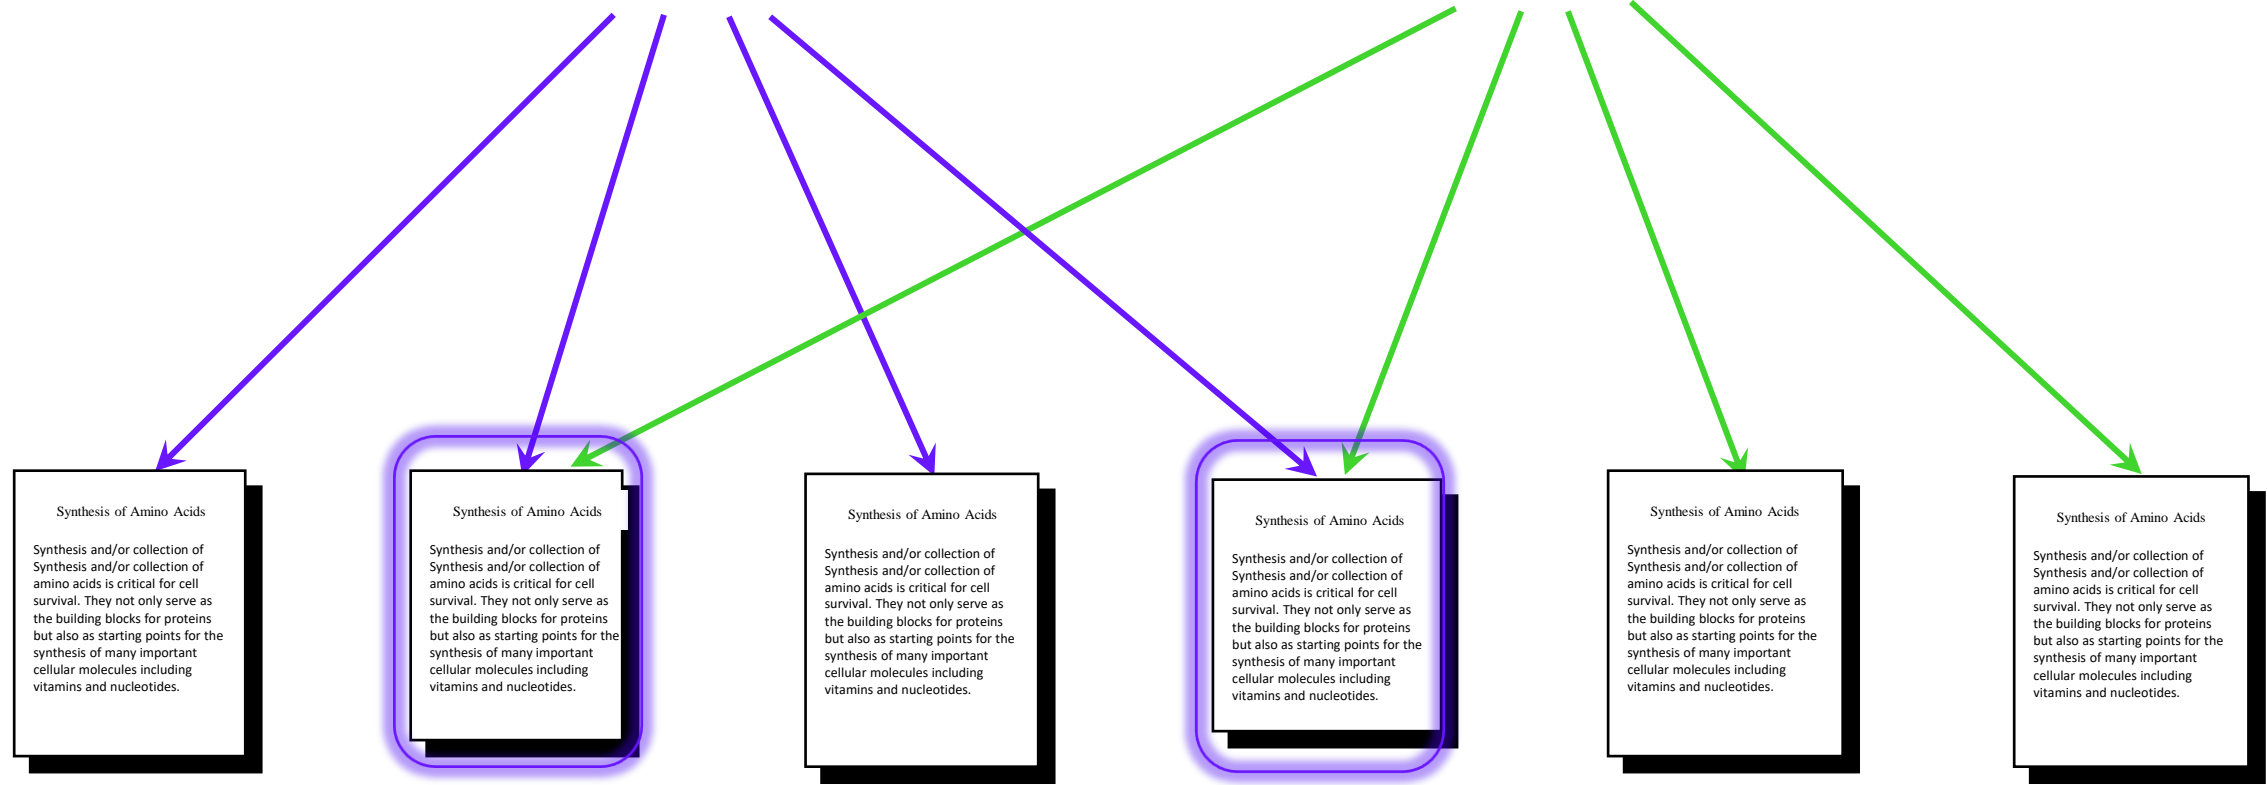 Synthesis of Amino Acids
Synthesis and/or collection of
Synthesis and/or collection of
amino acids is critical for cell
survival. They not only serve as
the building blocks for proteins
but also as starting points for the
synthesis of many important
cellular molecules including
vitamins and nucleotides.
Synthesis of Amino Acids
Synthesis and/or collection of
Synthesis and/or collection of
amino acids is critical for cell
survival. They not only serve as
the building blocks for proteins
but also as starting points for the
synthesis of many important
cellular molecules including
vitamins and nucleotides.
Synthesis of Amino Acids
Synthesis and/or collection of
Synthesis and/or collection of
amino acids is critical for cell
survival. They not only serve as
the building blocks for proteins
but also as starting points for the
synthesis of many important
cellular molecules including
vitamins and nucleotides.
Synthesis of Amino Acids
Synthesis and/or collection of
Synthesis and/or collection of
amino acids is critical for cell
survival. They not only serve as
the building blocks for proteins
but also as starting points for the
synthesis of many important
cellular molecules including
vitamins and nucleotides.
Synthesis of Amino Acids
Synthesis and/or collection of
Synthesis and/or collection of
amino acids is critical for cell
survival. They not only serve as
the building blocks for proteins
but also as starting points for the
synthesis of many important
cellular molecules including
vitamins and nucleotides.
Synthesis of Amino Acids
Synthesis and/or collection of
Synthesis and/or collection of
amino acids is critical for cell
survival. They not only serve as
the building blocks for proteins
but also as starting points for the
synthesis of many important
cellular molecules including
vitamins and nucleotides.